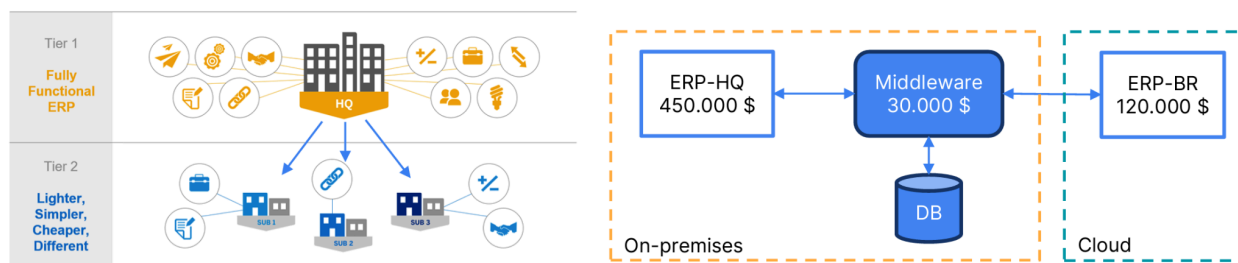 Tier 1
Fully
Functional
ERP
HQ
Tier 2
Lighter,
Simpler,
Cheaper,
Different
SUB 1
SUB 2
SUB 3
ERP-HQ
450.000 $
Middleware
30.000 $
ERP-BR
120.000 $
DB
On-premises
Cloud